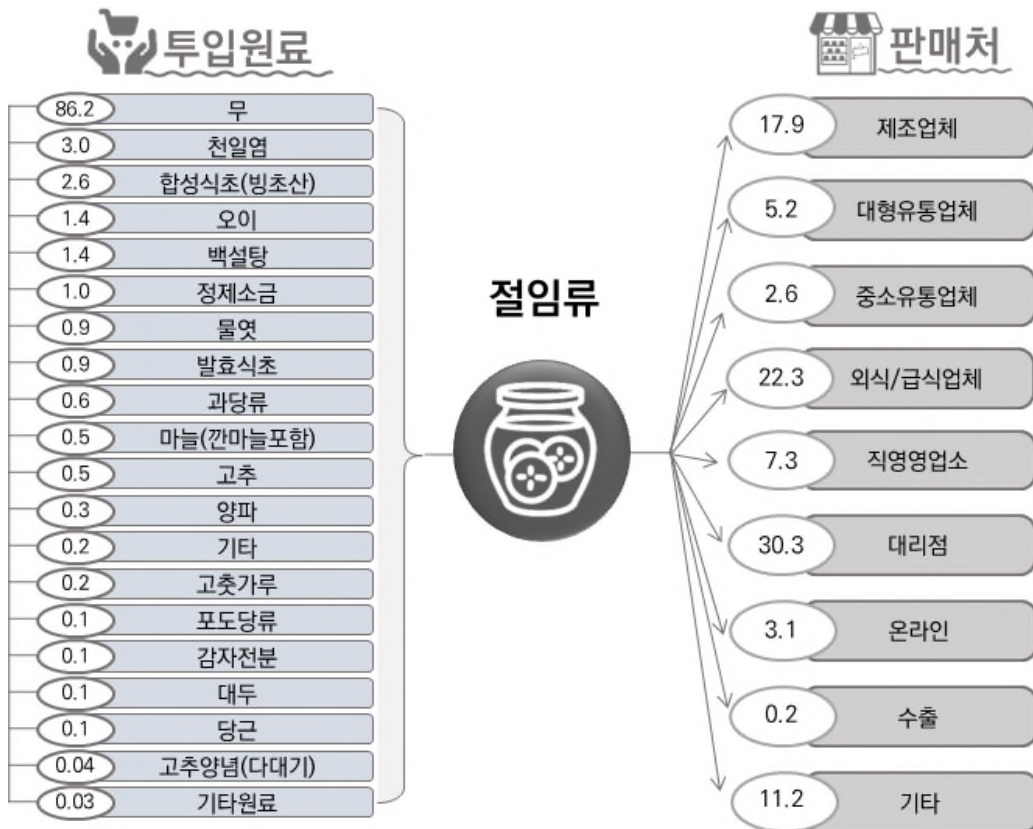 투입원료
86.2 무
3.0 천일염
2.6 합성식초(빙초산)
1.4 오이
1.4 백설탕
1.0 정제소금
0.9 물엿
0.9 발효식초
0.6 과당류
0.5 마늘(깐마늘포함)
0.5 고추
0.3 양파
0.2 기타
0.2 고춧가루
0.1 포도당류
0.1 감자전분
0.1 대두
0.1 당근
0.04 고추양념(다대기)
0.03 기타원료
절임류
판매처
17.9 제조업체
5.2 대형유통업체
2.6 중소유통업체
22.3 외식/급식업체
7.3 직영영업소
30.3 대리점
3.1 온라인
0.2 수출
11.2 기타